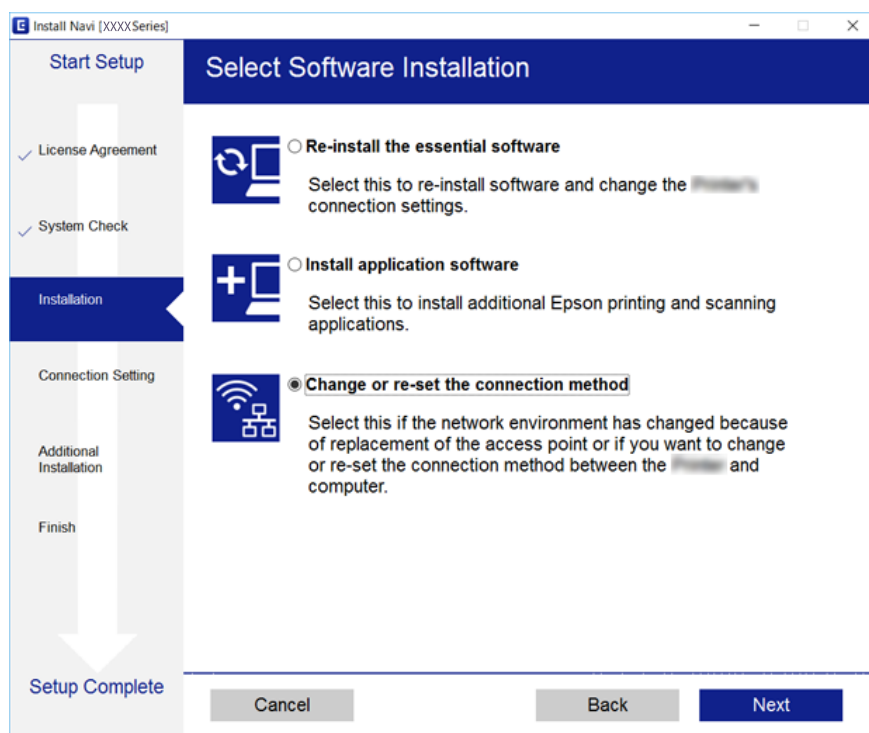 Install Navi [XXXX Series]
Start Setup
Select Software Installation
License Agreement
System Check
Installation
Connection Setting
Additional
Installation
Finish
Setup Complete
Re-install the essential software
Select this to re-install software and change the
connection settings.
Install application software
Select this to install additional Epson printing and scanning
applications.
Change or re-set the connection method
Select this if the network environment has changed because
of replacement of the access point or if you want to change
or re-set the connection method between the and
computer.
Cancel
Back
Next